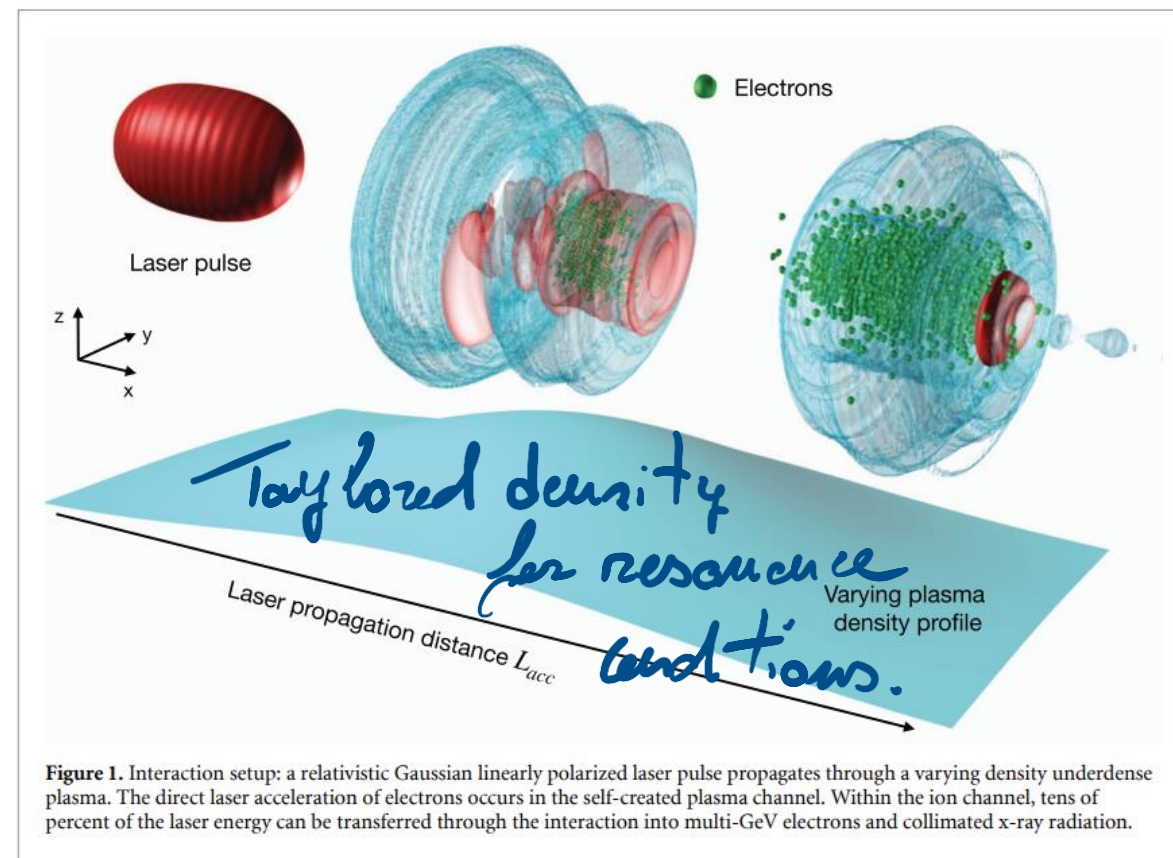 Electrons
Laser pulse
z
y
x
Taylored density
for resonance
conditions.
Varying plasma
density profile
Laser propagation distance L_acc
Figure 1. Interaction setup: a relativistic Gaussian linearly polarized laser pulse propagates through a varying density underdense
plasma. The direct laser acceleration of electrons occurs in the self-created plasma channel. Within the ion channel, tens of
percent of the laser energy can be transferred through the interaction into multi-GeV electrons and collimated x-ray radiation.